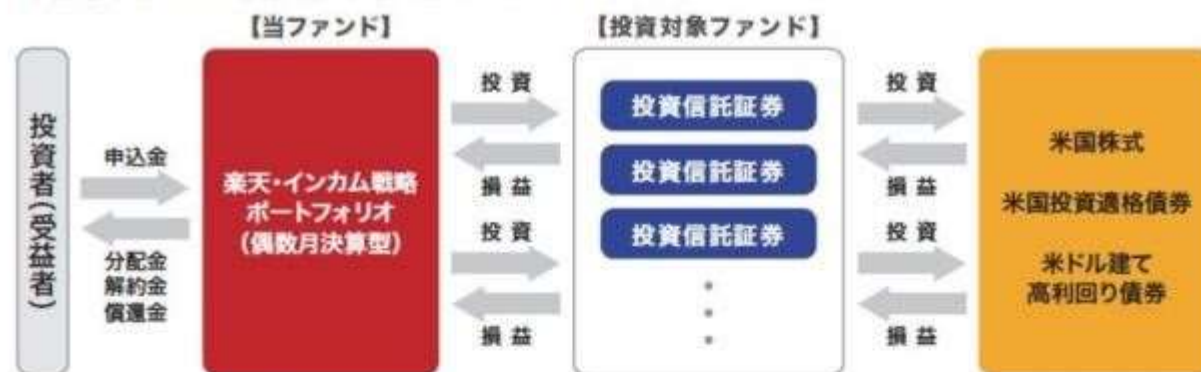 【当ファンド】
【投資対象ファンド】
投資者(受益者)
申込金
分配金
解約金
償還金
楽天・インカム戦略
ポートフォリオ
(偶数月決算型)
投資
損益
投資
損益
投資信託証券
投資信託証券
投資信託証券
投資
損益
投資
損益
米国株式
米国投資適格債券
米ドル建て
高利回り債券